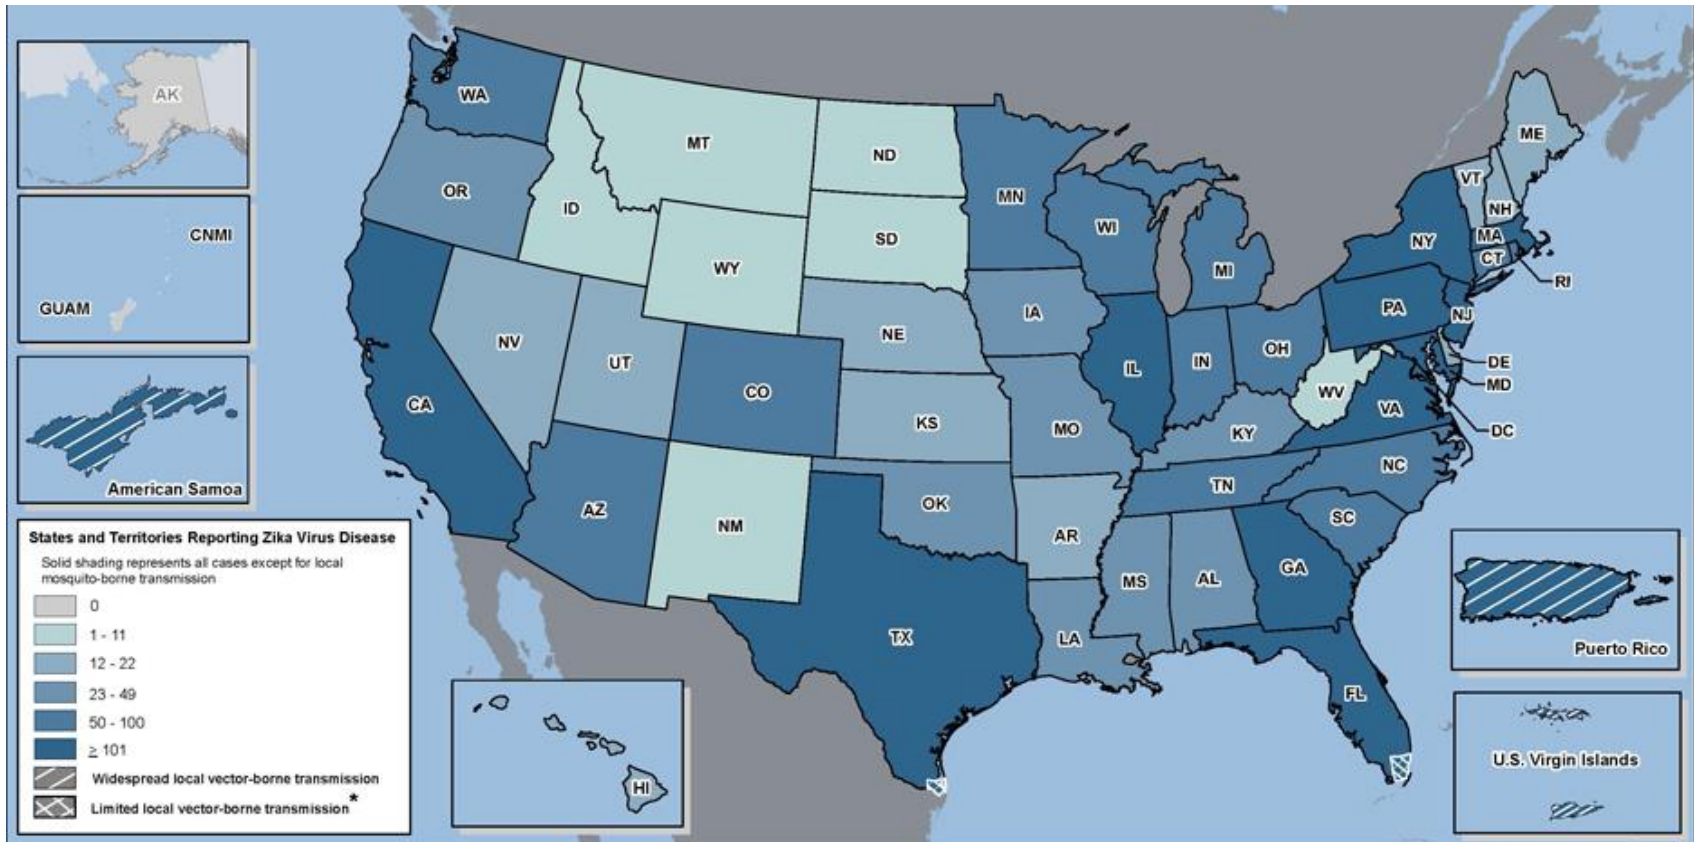 AK
CNMI
GUAM
American Samoa
States and Territories Reporting Zika Virus Disease
Solid shading represents all cases except for local
mosquito-borne transmission
0
1 - 11
12 - 22
23 - 49
50 - 100
≥ 101
Widespread local vector-borne transmission
Limited local vector-borne transmission*
WA
MT
ND
MN
ME
VT
NH
OR
ID
SD
WI
MI
NY
MA
CT
RI
WY
NV
UT
NE
IA
PA
NJ
CA
CO
KS
MO
IL
IN
OH
WV
VA
DE
MD
DC
KY
NC
TN
SC
AZ
NM
OK
AR
MS
AL
GA
TX
LA
FL
HI
Puerto Rico
U.S. Virgin Islands